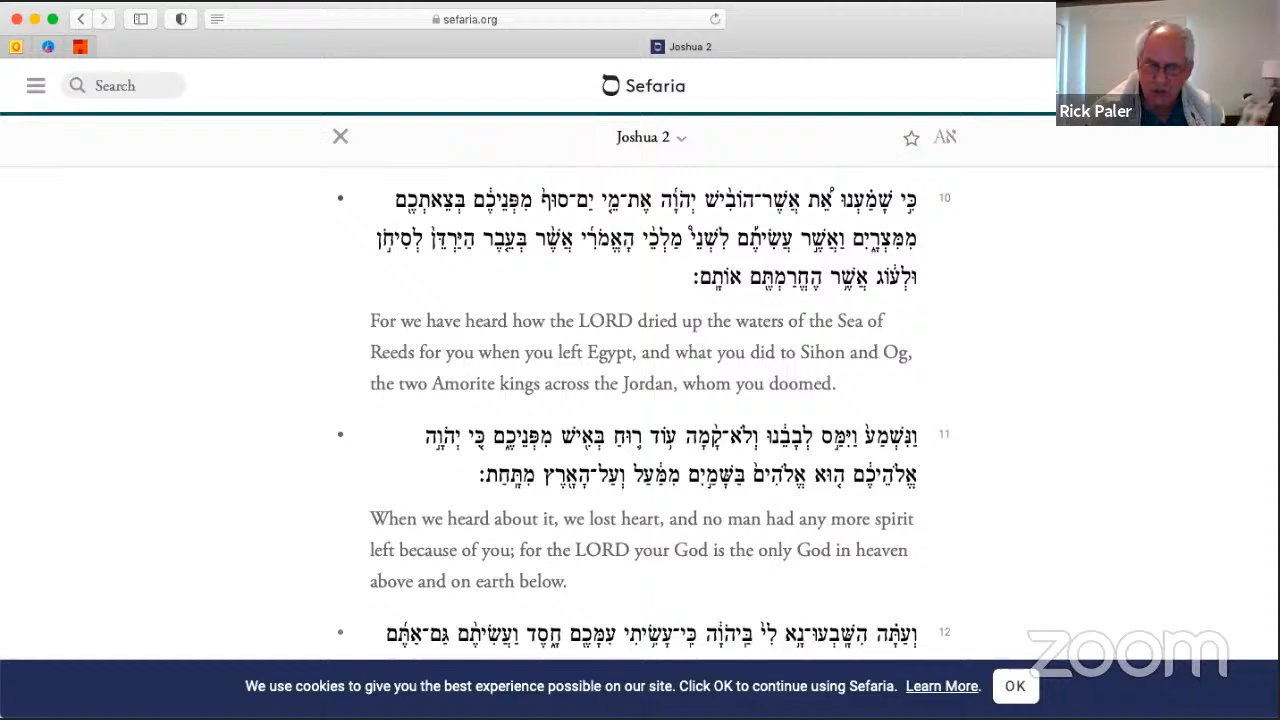 sefaria.org
Joshua 2
Search
Sefaria
Rick Paler
Joshua 2
אA
10
כִּ֣י שָׁמַ֗עְנוּ אֵ֠ת אֲשֶׁר־הוֹבִ֨ישׁ יְהֹוָ֜ה אֶת־מֵ֤י יַם־סוּף֙ מִפְּנֵיכֶ֔ם בְּצֵאתְכֶ֖ם
מִמִּצְרָ֑יִם וַאֲשֶׁ֣ר עֲשִׂיתֶ֡ם לִשְׁנֵי֩ מַלְכֵ֨י הָאֱמֹרִ֜י אֲשֶׁ֨ר בְּעֵ֤בֶר הַיַּרְדֵּן֙ לְסִיחֹ֣ן
וּלְע֔וֹג אֲשֶׁ֥ר הֶחֱרַמְתֶּ֖ם אוֹתָֽם׃
For we have heard how the LORD dried up the waters of the Sea of
Reeds for you when you left Egypt, and what you did to Sihon and Og,
the two Amorite kings across the Jordan, whom you doomed.
11
וַנִּשְׁמַע֙ וַיִּמַּ֣ס לְבָבֵ֔נוּ וְלֹא־קָ֨מָה ע֥וֹד ר֛וּחַ בְּאִ֖ישׁ מִפְּנֵיכֶ֑ם כִּ֚י יְהֹוָ֣ה
אֱלֹֽהֵיכֶ֔ם ה֤וּא אֱלֹהִים֙ בַּשָּׁמַ֣יִם מִמַּ֔עַל וְעַל־הָאָ֖רֶץ מִתָּֽחַת׃
When we heard about it, we lost heart, and no man had any more spirit
left because of you; for the LORD your God is the only God in heaven
above and on earth below.
12
וְעַתָּ֗ה הִשָּֽׁבְעוּ־נָ֥א לִי֙ בַּֽיהֹוָ֔ה כִּֽי־עָשִׂ֥יתִי עִמָּכֶ֖ם חָ֑סֶד וַעֲשִׂיתֶ֨ם גַּם־אַתֶּ֜ם
zoom
We use cookies to give you the best experience possible on our site. Click OK to continue using Sefaria. Learn More.
OK